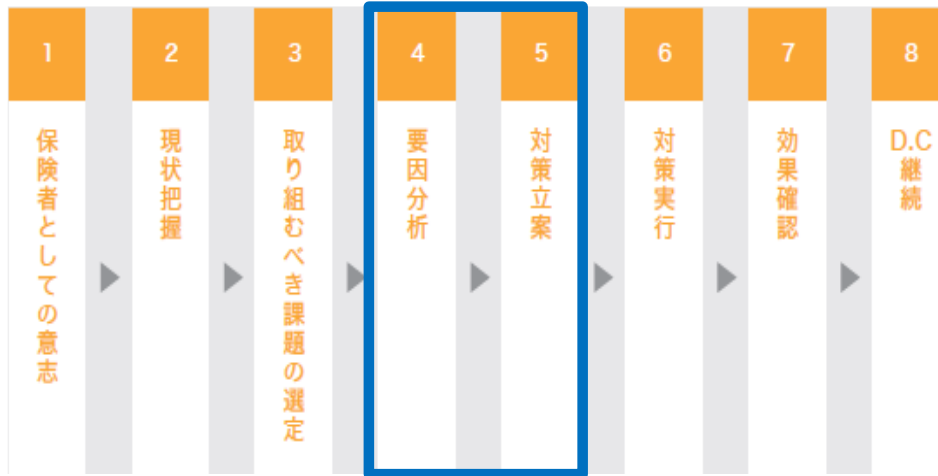 1
保険者としての意志
2
現状把握
3
取り組むべき課題の選定
4
要因分析
5
対策立案
6
対策実行
7
効果確認
8
D.C
継続